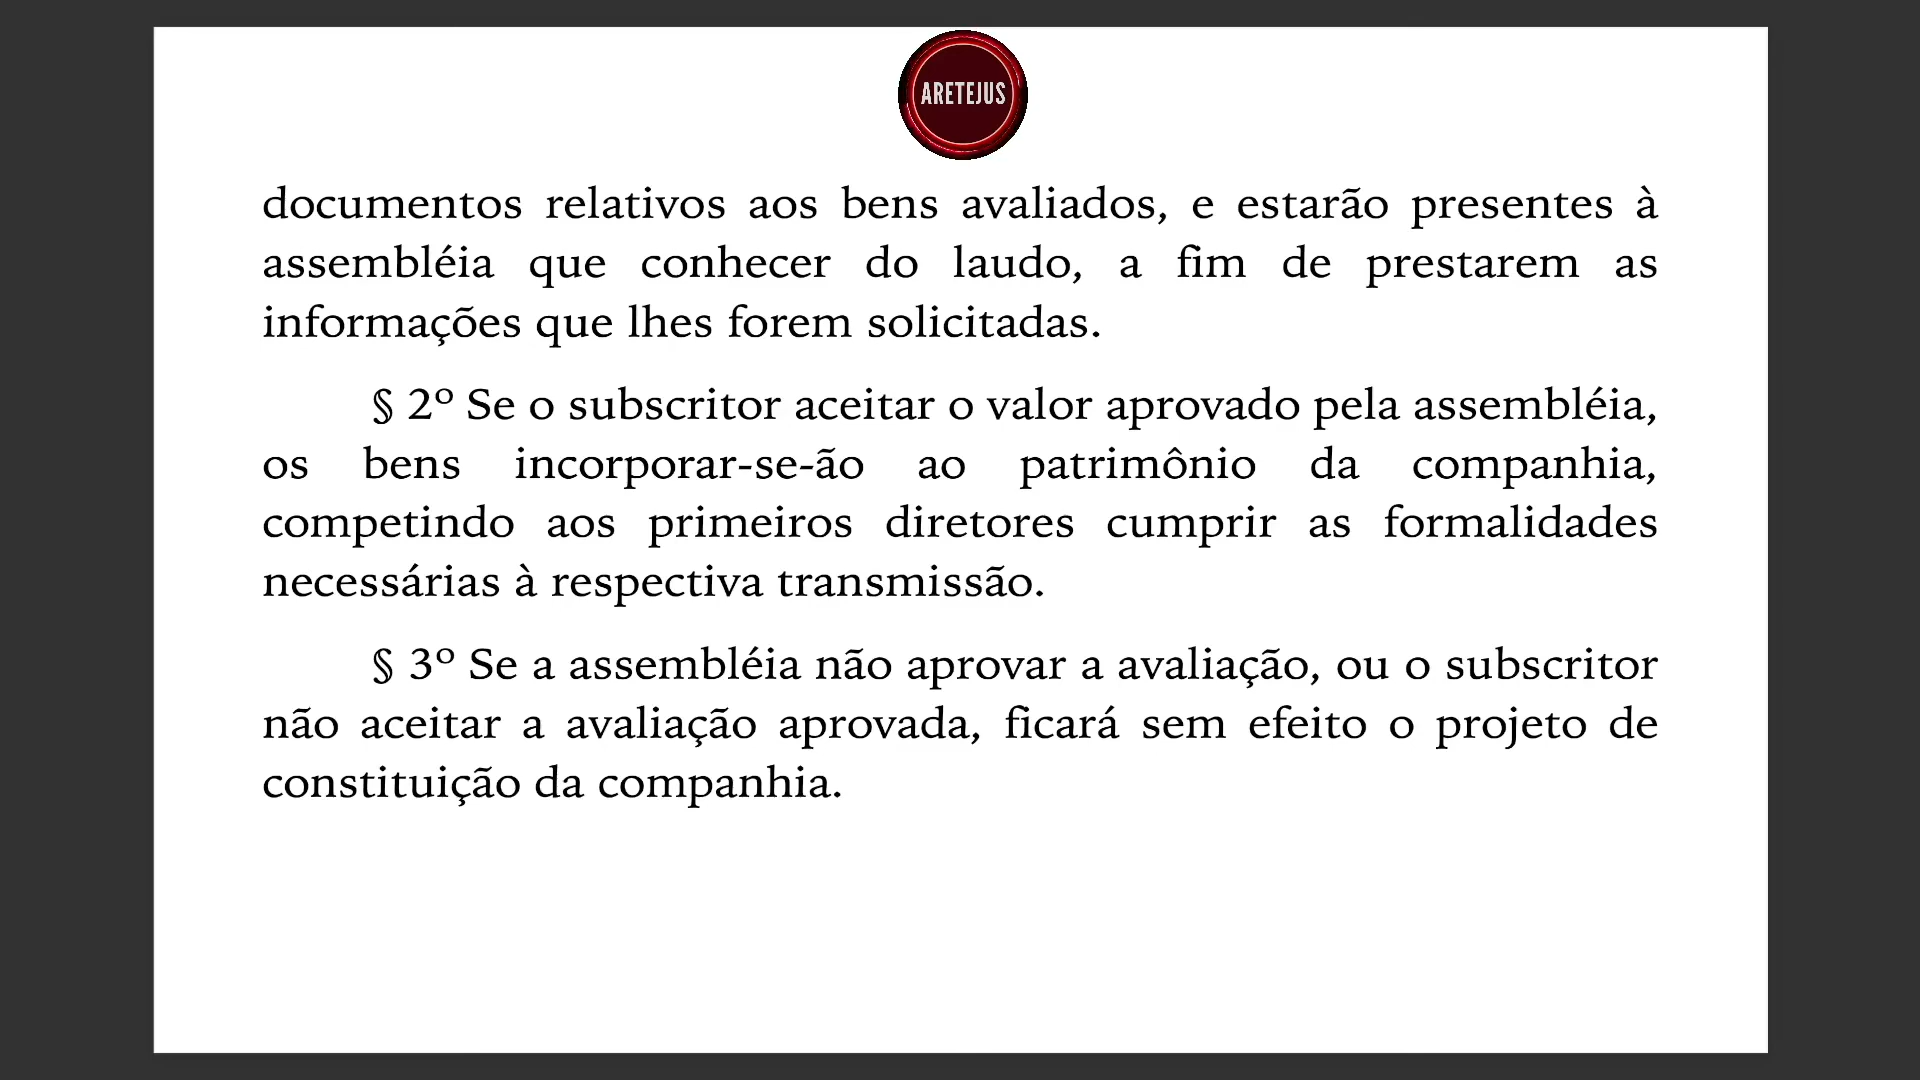 ARETEJUS
documentos relativos aos bens avaliados, e estarão presentes à
assembléia que conhecer do laudo, a fim de prestarem as
informações que lhes forem solicitadas.
§ 2º Se o subscritor aceitar o valor aprovado pela assembléia,
os bens incorporar-se-ão ao patrimônio da companhia,
competindo aos primeiros diretores cumprir as formalidades
necessárias à respectiva transmissão.
§ 3º Se a assembléia não aprovar a avaliação, ou o subscritor
não aceitar a avaliação aprovada, ficará sem efeito o projeto de
constituição da companhia.